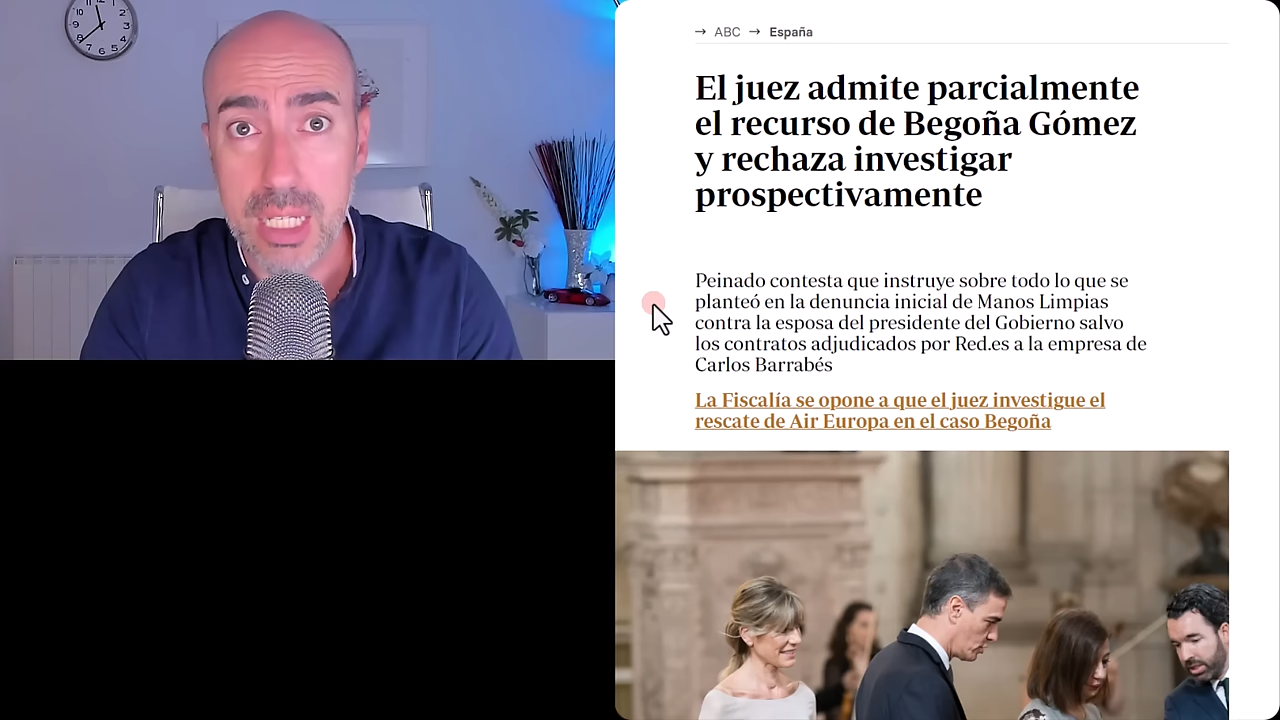 → ABC → España
El juez admite parcialmente
el recurso de Begoña Gómez
y rechaza investigar
prospectivamente
Peinado contesta que instruye sobre todo lo que se
planteó en la denuncia inicial de Manos Limpias
contra la esposa del presidente del Gobierno salvo
los contratos adjudicados por Red.es a la empresa de
Carlos Barrabés
La Fiscalía se opone a que el juez investigue el
rescate de Air Europa en el caso Begoña